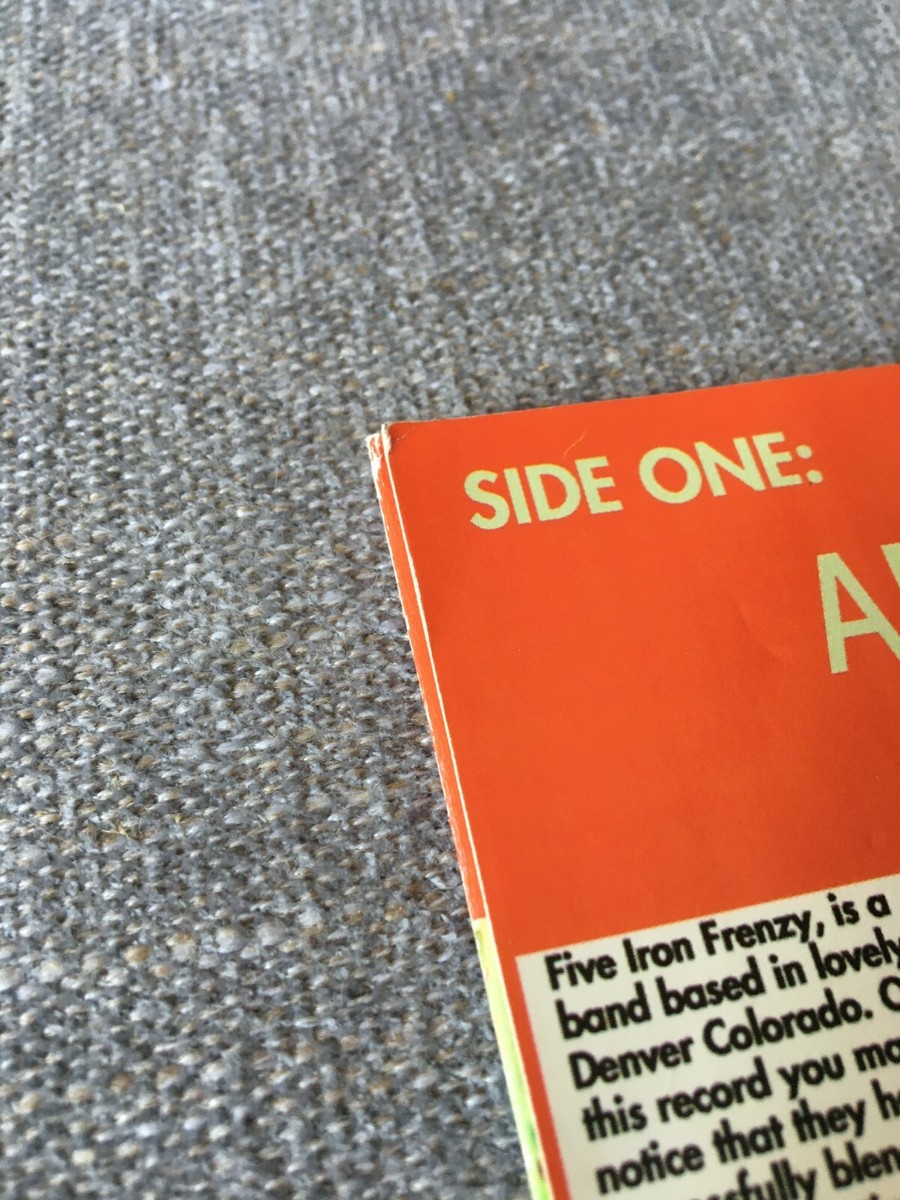 SIDE ONE:
Five Iron Frenzy, is a
band based in lovely
Denver Colorado.
this record you
notice that they